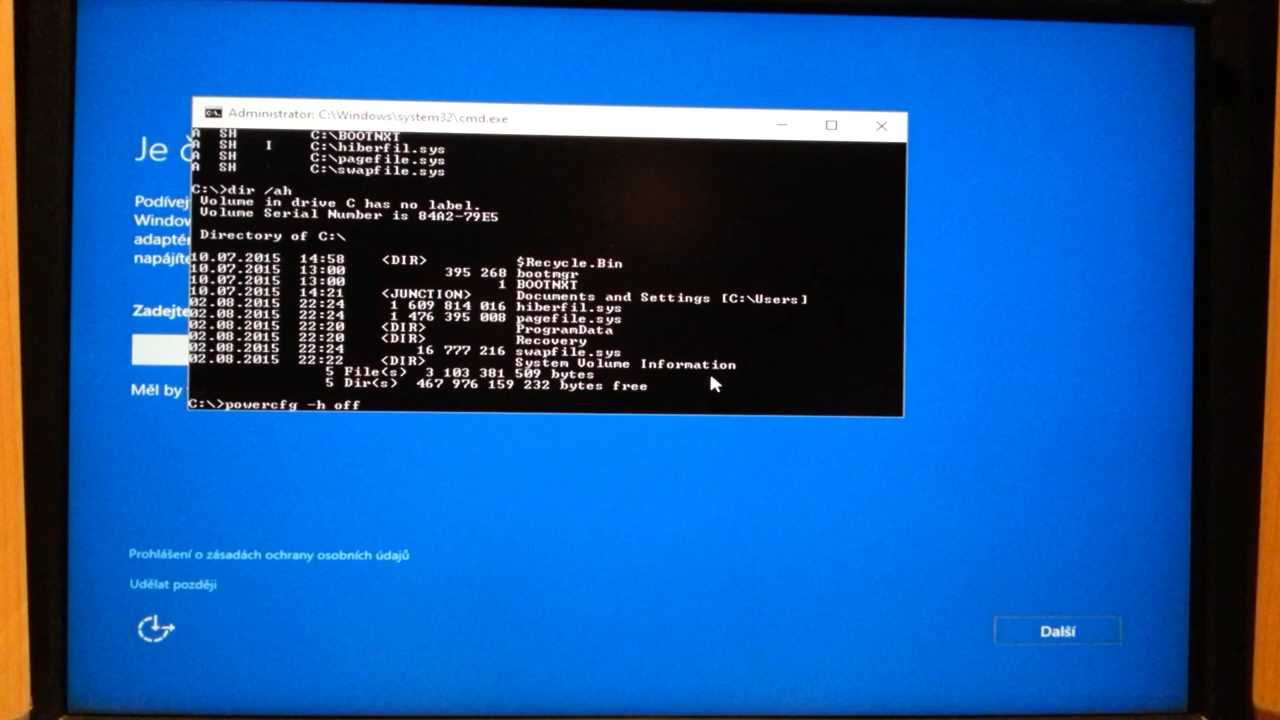 Administrator: C:\Windows\system32\cmd.exe
A SH C:\BOOTNXT
A SH C:\hiberfil.sys
A SH C:\pagefile.sys
A SH C:\swapfile.sys
C:\>dir /ah
Volume in drive C has no label.
Volume Serial Number is 84A2-79E5
Directory of C:\
10.07.2015 14:58 <DIR> $Recycle.Bin
10.07.2015 13:00 395 268 bootmgr
10.07.2015 13:00 1 BOOTNXT
10.07.2015 14:21 <JUNCTION> Documents and Settings [C:\Users]
02.08.2015 22:24 1 609 814 016 hiberfil.sys
02.08.2015 22:24 1 476 395 008 pagefile.sys
02.08.2015 22:20 <DIR> ProgramData
02.08.2015 22:20 <DIR> Recovery
02.08.2015 22:24 16 777 216 swapfile.sys
02.08.2015 22:22 <DIR> System Volume Information
5 File(s) 3 103 381 509 bytes
5 Dir(s) 467 976 159 232 bytes free
C:\>powercfg -h off
Je
Zadejte
Měl by
Prohlášení o zásadách ochrany osobních údajů
Udělat později
Další